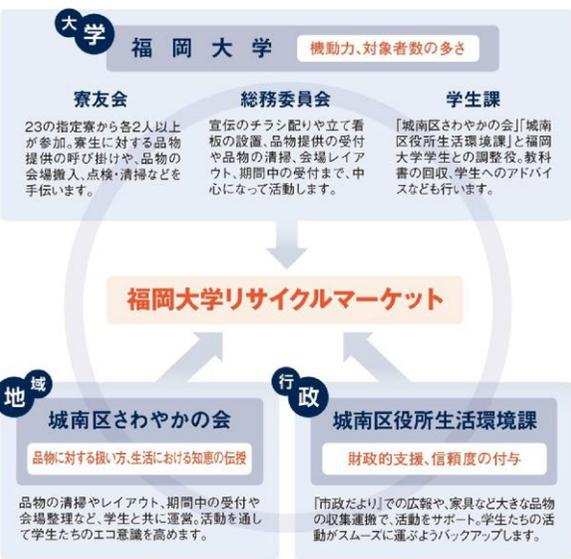 大学
福岡大学 機動力、対象者数の多さ
寮友会
23の指定寮から各2人以上
が参加。寮生に対する品物
提供の呼び掛けや、品物の
会場搬入、点検・清掃などを
手伝います。
総務委員会
宣伝のチラシ配りや立て看
板の設置、品物提供の受付
や品物の清掃、会場レイア
ウト、期間中の受付まで、中
心になって活動します。
学生課
「城南区さわやかの会」「城南
区役所生活環境課」と福岡
大学学生との調整役。教科
書の回収、学生へのアドバイ
スなども行います。
福岡大学リサイクルマーケット
地域
城南区さわやかの会
品物に対する扱い方、生活における知恵の伝授
品物の清掃やレイアウト、期間中の受付や
会場整理など、学生と共に運営。活動を通し
て学生たちのエコ意識を高めます。
行政
城南区役所生活環境課
財政的支援、信頼度の付与
『市政だより』での広報や、家具など大きな品物
の収集運搬で、活動をサポート。学生たちの活
動がスムーズに運ぶようバックアップします。